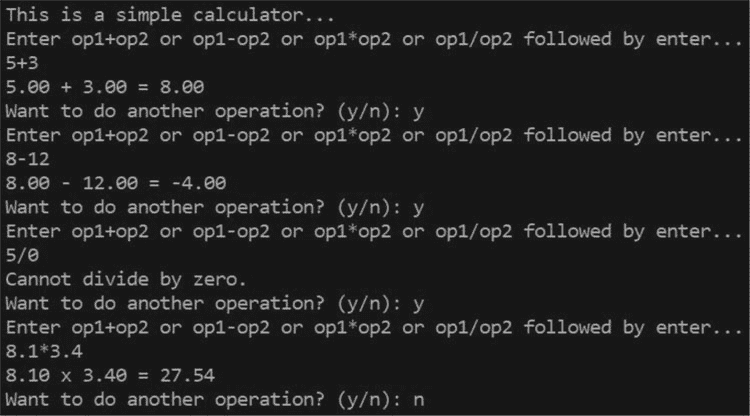 This is a simple calculator...
Enter op1+op2 or op1-op2 or op1*op2 or op1/op2 followed by enter...
5+3
5.00 + 3.00 = 8.00
Want to do another operation? (y/n): y
Enter op1+op2 or op1-op2 or op1*op2 or op1/op2 followed by enter...
8-12
8.00 - 12.00 = -4.00
Want to do another operation? (y/n): y
Enter op1+op2 or op1-op2 or op1*op2 or op1/op2 followed by enter...
5/0
Cannot divide by zero.
Want to do another operation? (y/n): y
Enter op1+op2 or op1-op2 or op1*op2 or op1/op2 followed by enter...
8.1*3.4
8.10 x 3.40 = 27.54
Want to do another operation? (y/n): n